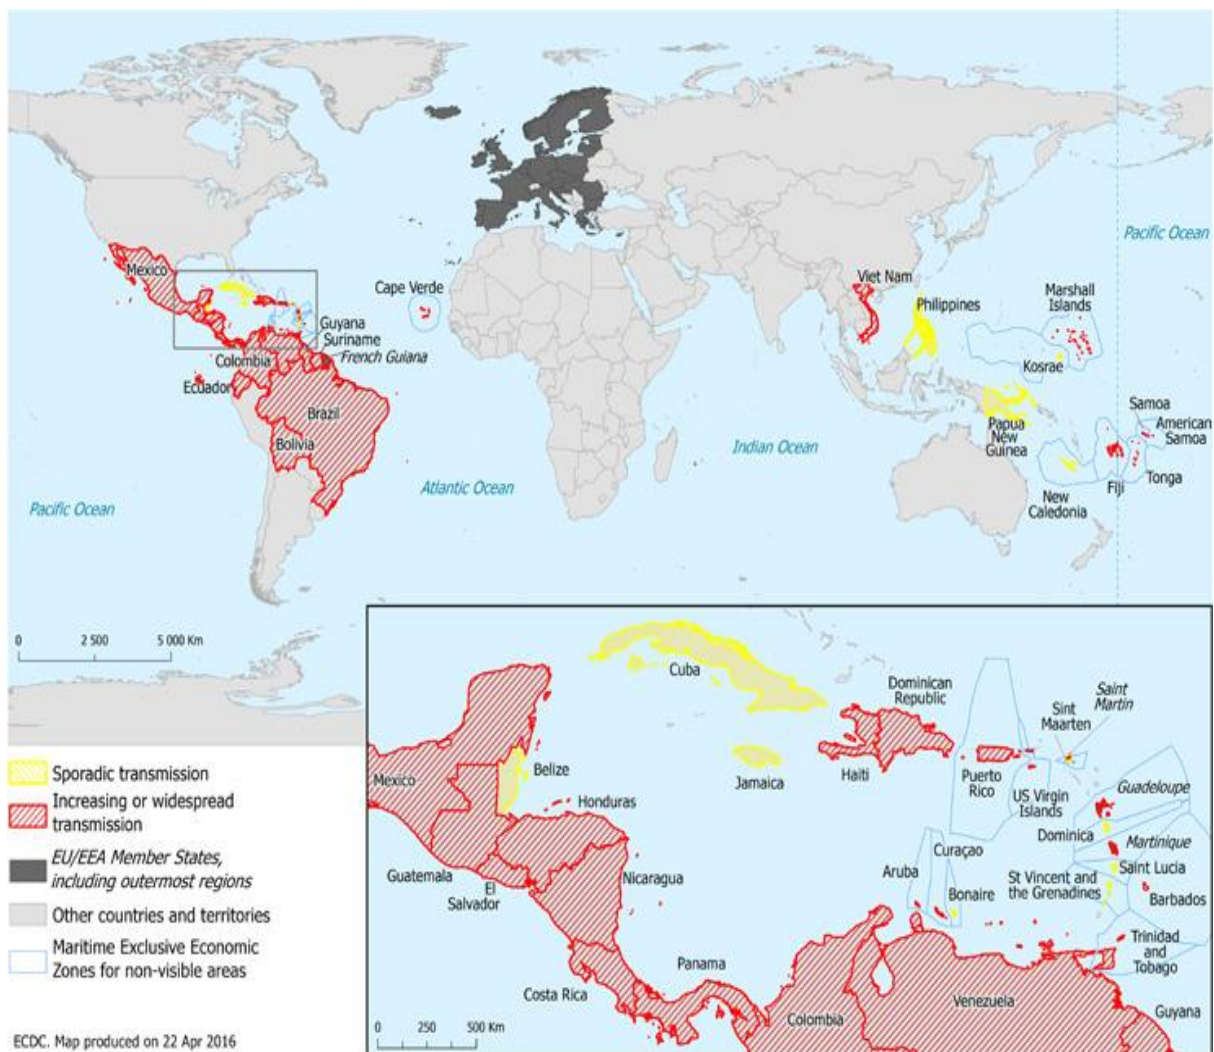 Pacific Ocean
Mexico
Cape Verde
Viet Nam
Philippines
Marshall
Islands
Guyana
Suriname
French Guiana
Colombia
Ecuador
Kosrae
Brazil
Bolivia
Samoa
American
Samoa
Papua
New
Guinea
Indian Ocean
Tonga
Fiji
New
Caledonia
Atlantic Ocean
Pacific Ocean
0 2 500 5 000 Km
Cuba
Dominican
Republic
Saint
Martin
Sint
Maarten
Mexico
Belize
Jamaica
Haiti
Puerto
Rico
US Virgin
Islands
Guadeloupe
Honduras
Dominica
Martinique
Curaçao
Aruba
Bonaire
Saint Lucia
St Vincent and
the Grenadines
Barbados
Guatemala
El
Salvador
Nicaragua
Trinidad
and
Tobago
Panama
Costa Rica
Colombia
Venezuela
Guyana
0 250 500 Km
Sporadic transmission
Increasing or widespread
transmission
EU/EEA Member States,
including outermost regions
Other countries and territories
Maritime Exclusive Economic
Zones for non-visible areas
ECDC. Map produced on 22 Apr 2016